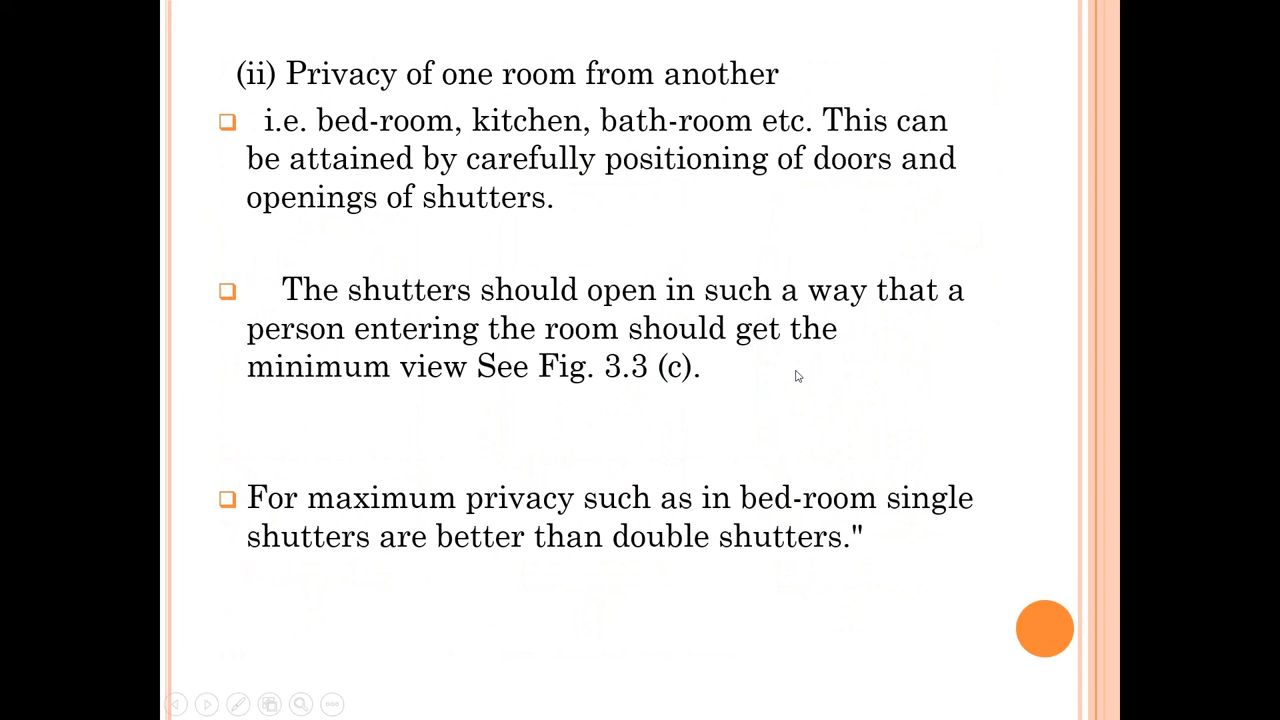 (ii) Privacy of one room from another
i.e. bed-room, kitchen, bath-room etc. This can
be attained by carefully positioning of doors and
openings of shutters.
The shutters should open in such a way that a
person entering the room should get the
minimum view See Fig. 3.3 (c).
For maximum privacy such as in bed-room single
shutters are better than double shutters."